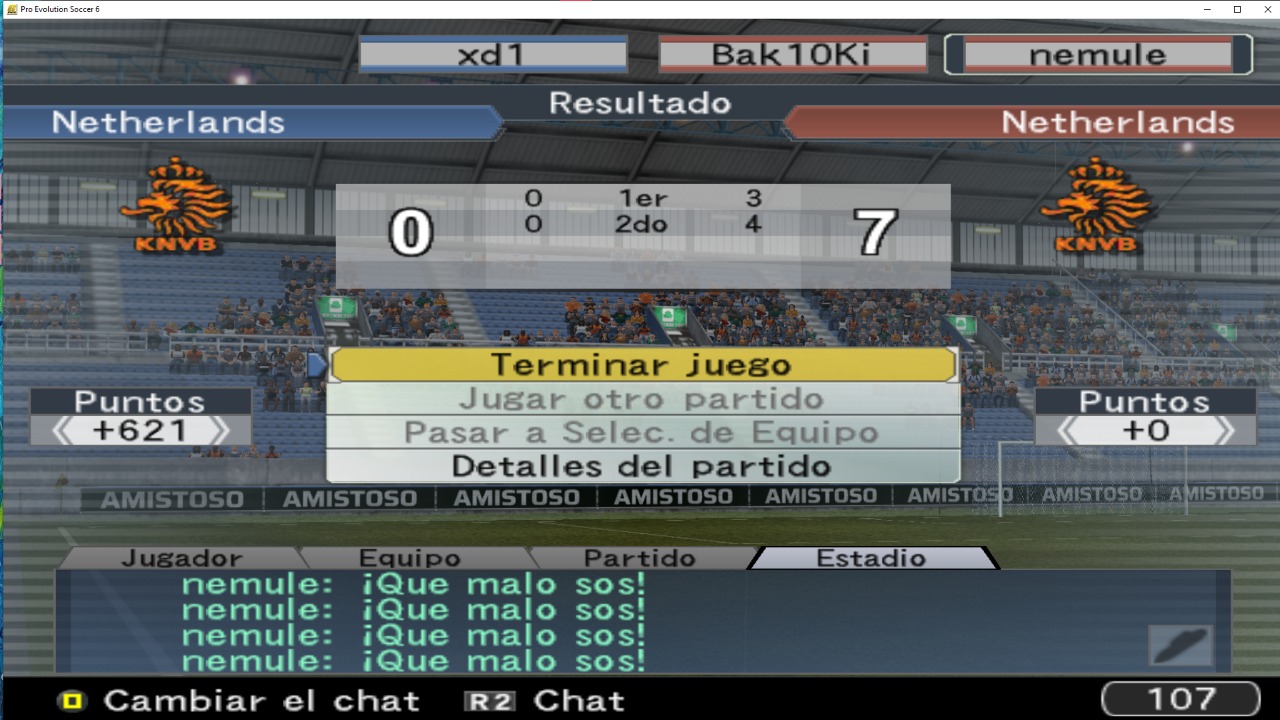 Pro Evolution Soccer 6
xd1 Bak10Ki nemule
Resultado
Netherlands Netherlands
0 1er 3
0 2do 4
0 7
KNVB KNVB
Terminar juego
Jugar otro partido
Pasar a Selec. de Equipo
Detalles del partido
Puntos Puntos
+621 +0
AMISTOSO AMISTOSO AMISTOSO AMISTOSO AMISTOSO AMISTOSO AMISTOSO AMISTOSO
Jugador Equipo Partido Estadio
nemule: ¡Que malo sos!
nemule: ¡Que malo sos!
nemule: ¡Que malo sos!
nemule: ¡Que malo sos!
Cambiar el chat R2 Chat 107